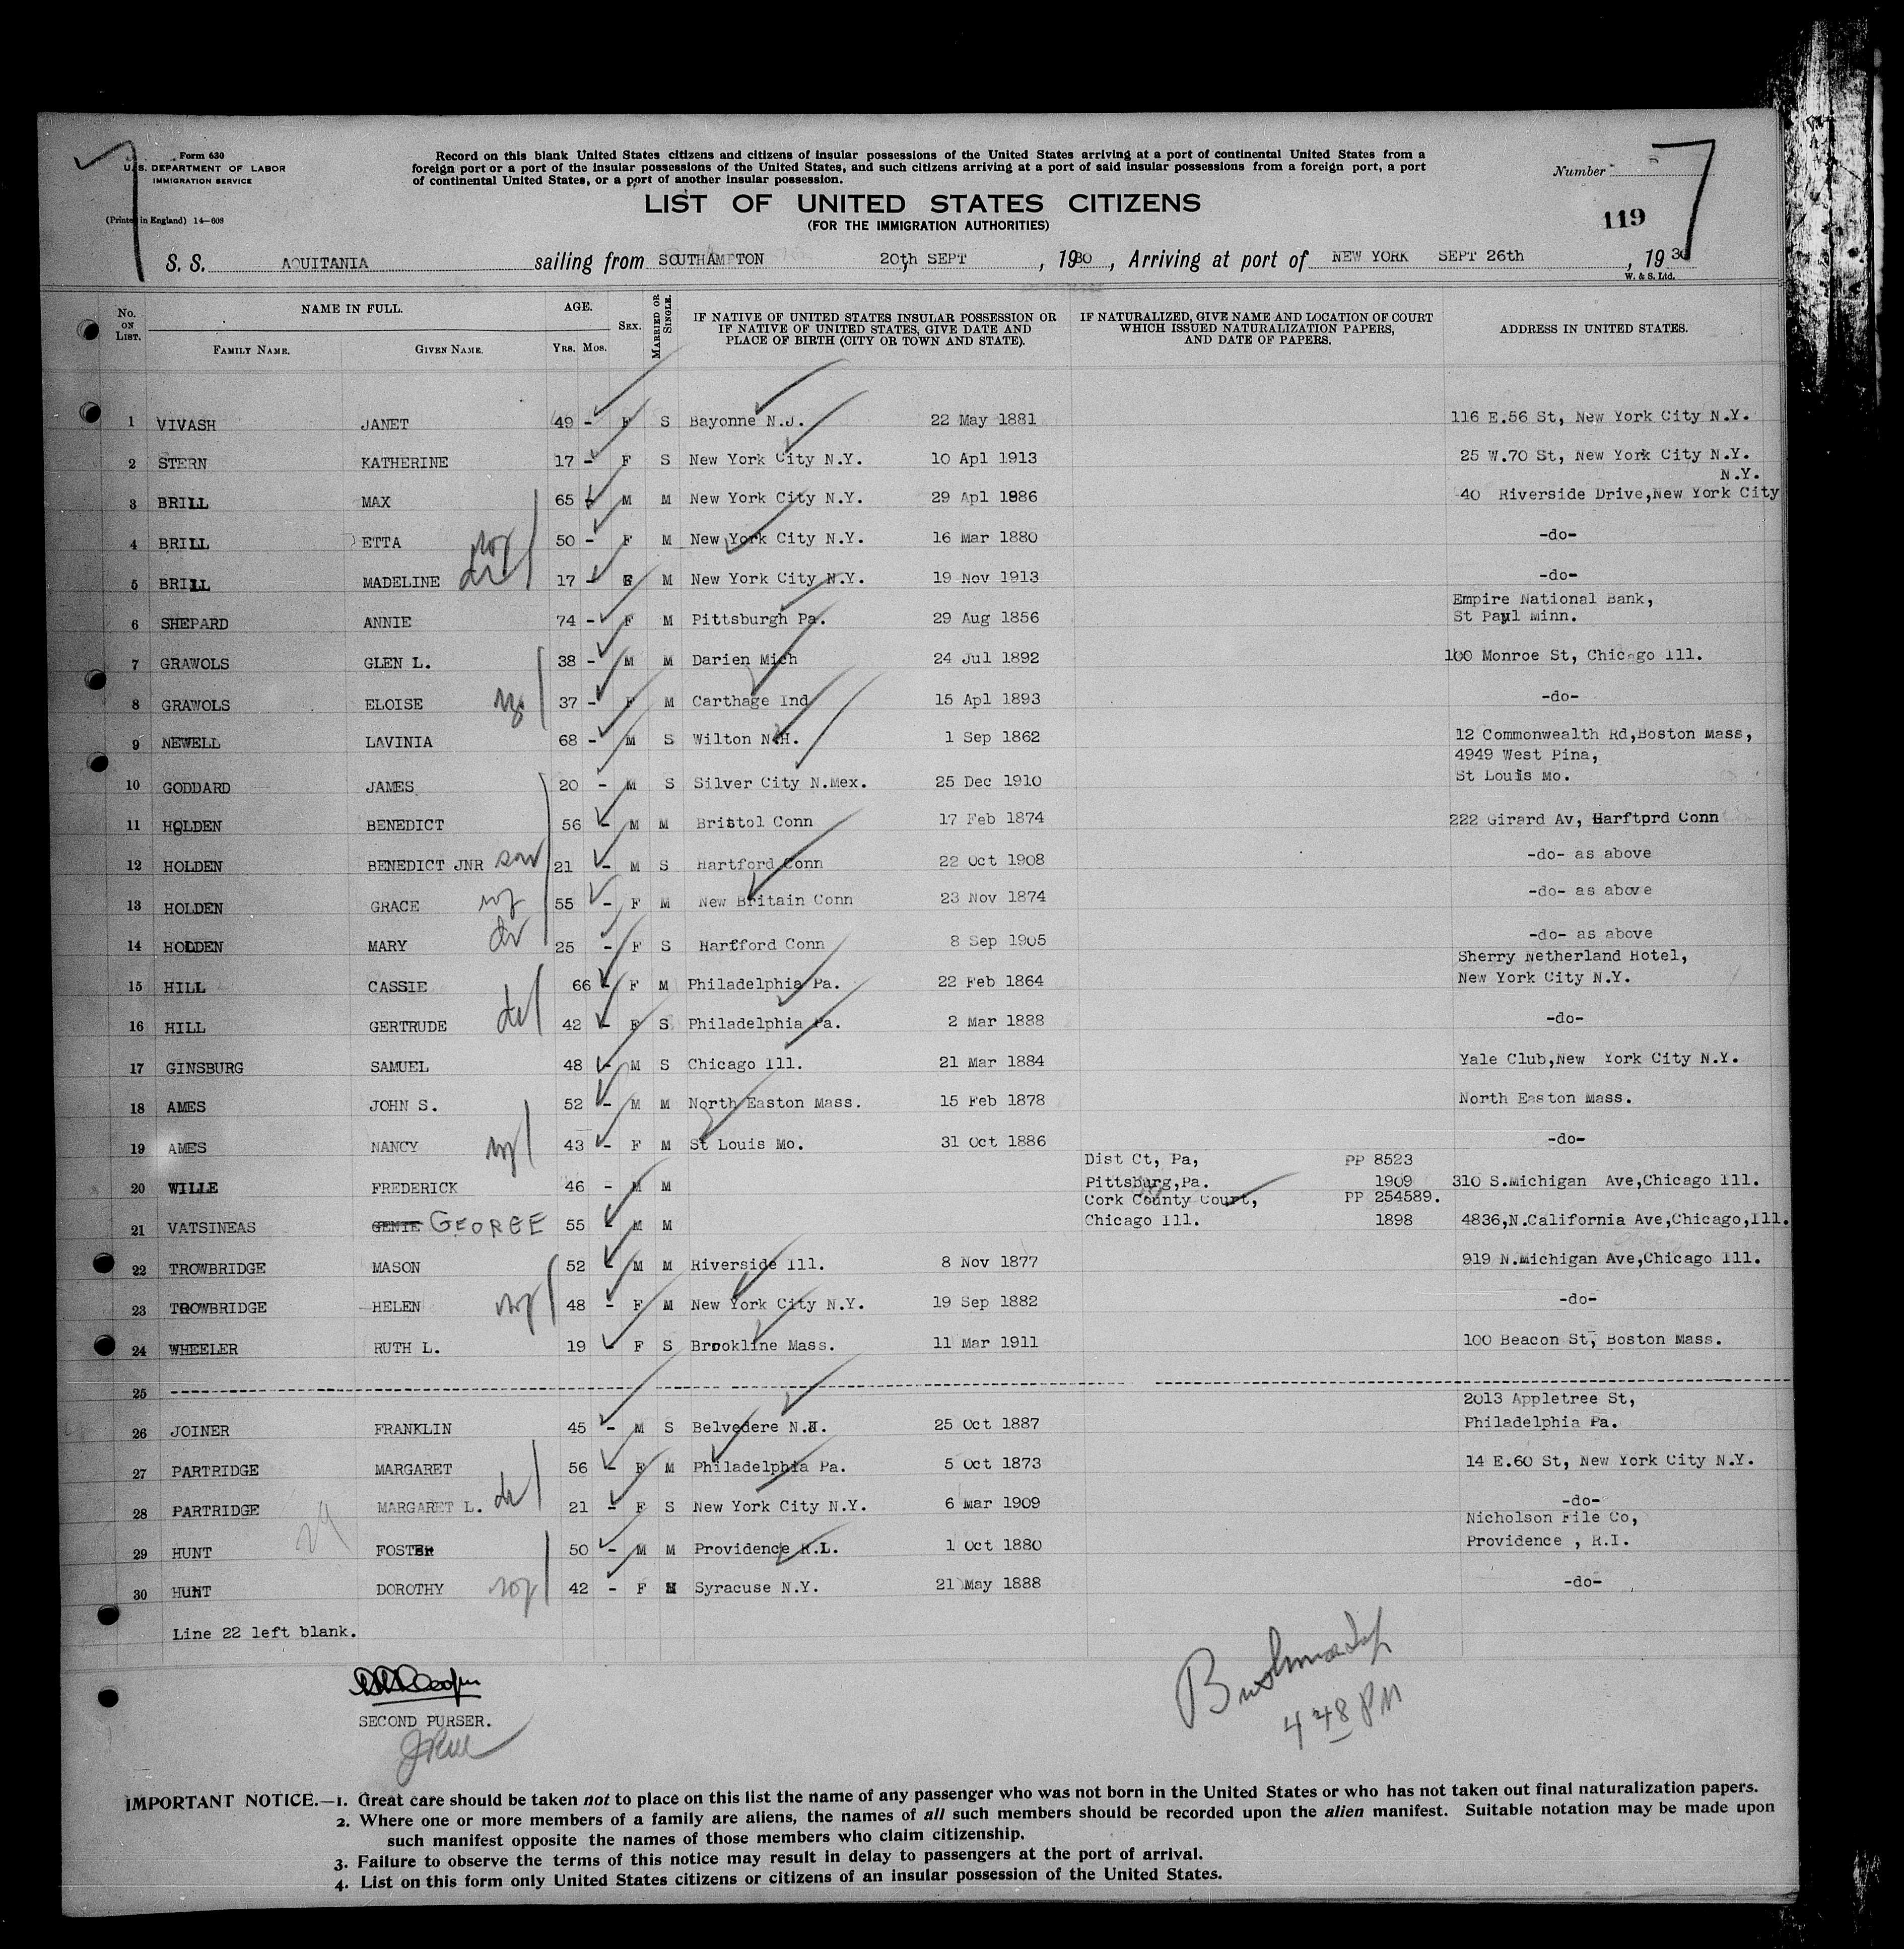 Form 630
U.S. DEPARTMENT OF LABOR
IMMIGRATION SERVICE
(Printed in England) 14-608
Record on this blank United States citizens and citizens of insular possessions of the United States arriving at a port of continental United States from a
foreign port or a port of the insular possessions of the United States, and such citizens arriving at a port of said insular possessions from a foreign port, a port
of continental United States, or a port of another insular possession.
Number
119
LIST OF UNITED STATES CITIZENS
(FOR THE IMMIGRATION AUTHORITIES)
S. S. AQUITANIA sailing from SOUTHAMPTON 20th SEPT, 1930, Arriving at port of NEW YORK SEPT 26th, 1930
W. & S. Ltd.
No. ON LIST. NAME IN FULL. FAMILY NAME. GIVEN NAME. AGE. YRS. MOS. SEX. MARRIED OR SINGLE. IF NATIVE OF UNITED STATES INSULAR POSSESSION OR IF NATIVE OF UNITED STATES, GIVE DATE AND PLACE OF BIRTH (CITY OR TOWN AND STATE). IF NATURALIZED, GIVE NAME AND LOCATION OF COURT WHICH ISSUED NATURALIZATION PAPERS, AND DATE OF PAPERS. ADDRESS IN UNITED STATES.
1 VIVASH JANET 49 - F S Bayonne N.J. 22 May 1881 116 E.56 St, New York City N.Y.
2 STERN KATHERINE 17 - F S New York City N.Y. 10 Apl 1913 25 W.70 St, New York City N.Y.
N.Y.
3 BRILL MAX 65 - M M New York City N.Y. 29 Apl 1886 40 Riverside Drive,New York City
4 BRILL ETTA 50 - F M New York City N.Y. 16 Mar 1880 -do-
5 BRILL MADELINE 17 - F M New York City N.Y. 19 Nov 1913 -do-
Empire National Bank,
6 SHEPARD ANNIE 74 - F M Pittsburgh Pa. 29 Aug 1856 St Paul Minn.
7 GRAWOLS GLEN L. 38 - M M Darien Mich 24 Jul 1892 100 Monroe St, Chicago Ill.
8 GRAWOLS ELOISE 37 - F M Carthage Ind 15 Apl 1893 -do-
9 NEWELL LAVINIA 68 - M S Wilton N.H. 1 Sep 1862 12 Commonwealth Rd,Boston Mass,
4949 West Pina,
10 GODDARD JAMES 20 - M S Silver City N.Mex. 25 Dec 1910 St Louis Mo.
11 HOLDEN BENEDICT 56 - M M Bristol Conn 17 Feb 1874 222 Girard Av, Harftprd Conn
12 HOLDEN BENEDICT JNR son 21 - M S Hartford Conn 22 Oct 1908 -do- as above
13 HOLDEN GRACE 55 - F M New Britain Conn 23 Nov 1874 -do- as above
14 HOLDEN MARY 25 - F S Hartford Conn 8 Sep 1905 -do- as above
Sherry Netherland Hotel,
15 HILL CASSIE 66 - F M Philadelphia Pa. 22 Feb 1864 New York City N.Y.
16 HILL GERTRUDE 42 - F S Philadelphia Pa. 2 Mar 1888 -do-
17 GINSBURG SAMUEL 48 - M S Chicago Ill. 21 Mar 1884 Yale Club,New York City N.Y.
18 AMES JOHN S. 52 - M M North Easton Mass. 15 Feb 1878 North Easton Mass.
19 AMES NANCY 43 - F M St Louis Mo. 31 Oct 1886 -do-
Dist Ct, Pa, PP 8523
20 WILLE FREDERICK 46 - M M Pittsburg,Pa. 1909 310 S.Michigan Ave,Chicago Ill.
Cork County Court, PP 254589.
21 VATSINEAS GENIE GEORGE 55 - M M Chicago Ill. 1898 4836,N.California Ave,Chicago,Ill.
22 TROWBRIDGE MASON 52 - M M Riverside Ill. 8 Nov 1877 919 N.Michigan Ave,Chicago Ill.
23 TROWBRIDGE HELEN 48 - F M New York City N.Y. 19 Sep 1882 -do-
24 WHEELER RUTH L. 19 - F S Brookline Mass. 11 Mar 1911 100 Beacon St, Boston Mass.
25
2013 Appletree St,
26 JOINER FRANKLIN 45 - M S Belvedere N.J. 25 Oct 1887 Philadelphia Pa.
27 PARTRIDGE MARGARET 56 - F M Philadelphia Pa. 5 Oct 1873 14 E.60 St, New York City N.Y.
28 PARTRIDGE MARGARET L. 21 - F S New York City N.Y. 6 Mar 1909 -do-
Nicholson File Co,
29 HUNT FOSTER 50 - M M Providence R.I. 1 Oct 1880 Providence , R.I.
30 HUNT DOROTHY 42 - F M Syracuse N.Y. 21 May 1888 -do-
Line 22 left blank.
SECOND PURSER.
4 48 PM
IMPORTANT NOTICE.—1. Great care should be taken not to place on this list the name of any passenger who was not born in the United States or who has not taken out final naturalization papers.
2. Where one or more members of a family are aliens, the names of all such members should be recorded upon the alien manifest. Suitable notation may be made upon
such manifest opposite the names of those members who claim citizenship.
3. Failure to observe the terms of this notice may result in delay to passengers at the port of arrival.
4. List on this form only United States citizens or citizens of an insular possession of the United States.